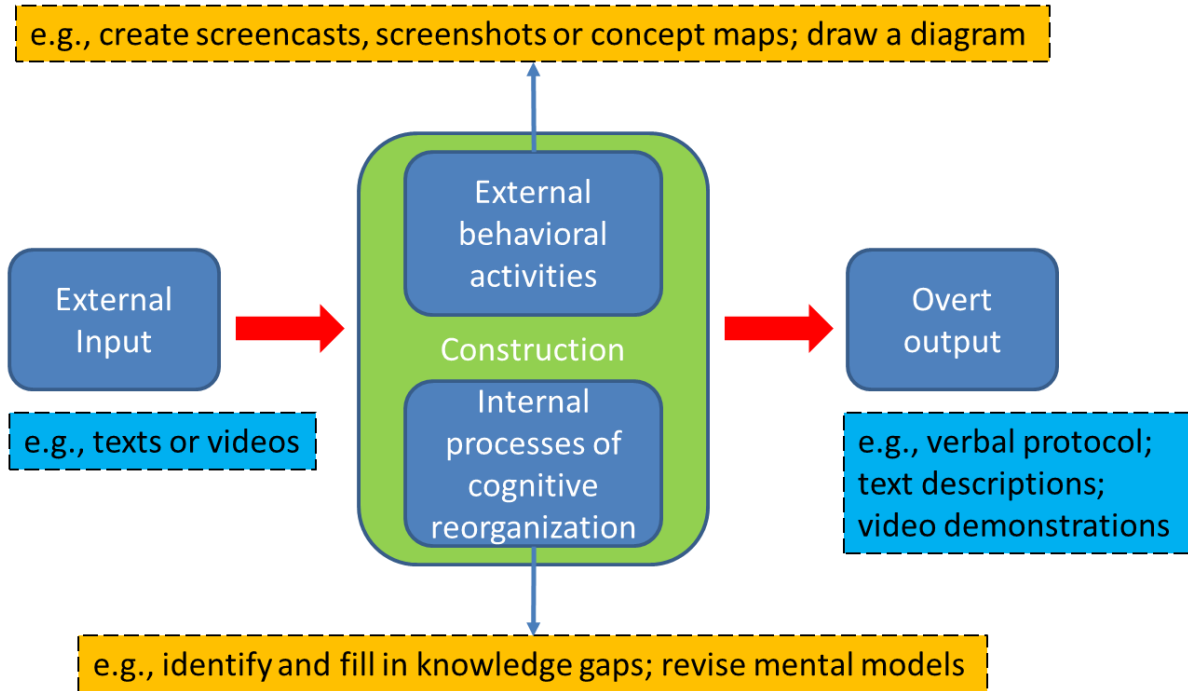 e.g., create screencasts, screenshots or concept maps; draw a diagram
External
behavioral
activities
External
Input
Construction
Overt
output
Internal
processes of
cognitive
reorganization
e.g., texts or videos
e.g., verbal protocol;
text descriptions;
video demonstrations
e.g., identify and fill in knowledge gaps; revise mental models